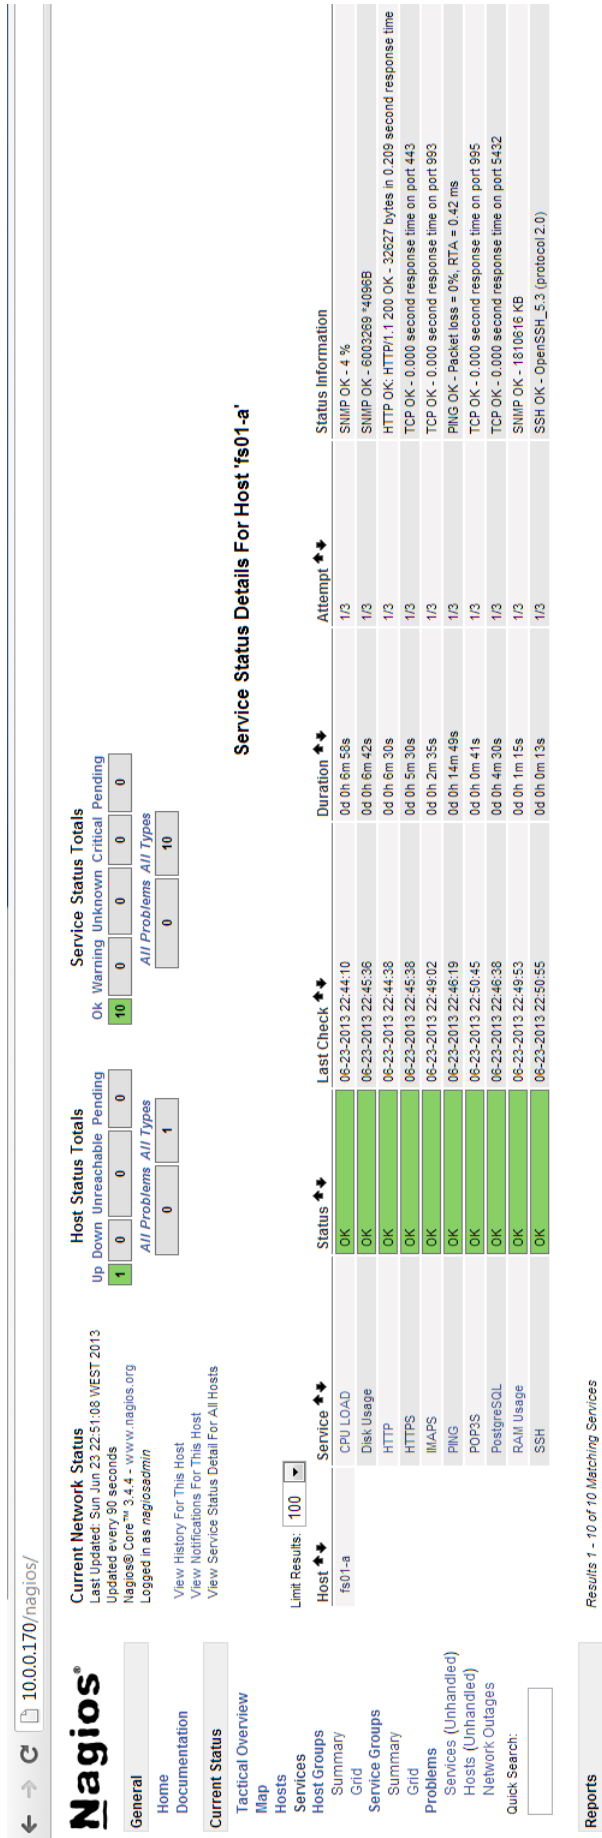 10.0.0.170/nagios/
Nagios®
General
Home
Documentation
Current Status
Tactical Overview
Map
Hosts
Services
Host Groups
Summary
Grid
Service Groups
Summary
Grid
Problems
Services (Unhandled)
Hosts (Unhandled)
Network Outages
Quick Search:
Reports
Current Network Status
Last Updated: Sun Jun 23 22:51:08 WEST 2013
Updated every 90 seconds
Nagios® Core™ 3.4.4 - www.nagios.org
Logged in as nagiosadmin
View History For This Host
View Notifications For This Host
View Service Status Detail For All Hosts
Host Status Totals
Up Down Unreachable Pending
1 0 0 0
All Problems All Types
0 1
Service Status Totals
Ok Warning Unknown Critical Pending
10 0 0 0 0
All Problems All Types
0 10
Service Status Details For Host 'fs01-a'
Limit Results: 100
Host Service Status Last Check Duration Attempt Status Information
fs01-a CPU LOAD OK 06-23-2013 22:44:10 0d 0h 6m 58s 1/3 SNMP OK - 4 %
Disk Usage OK 06-23-2013 22:45:36 0d 0h 6m 42s 1/3 SNMP OK - 6003269 *4096B
HTTP OK 06-23-2013 22:44:38 0d 0h 6m 30s 1/3 HTTP OK: HTTP/1.1 200 OK - 32627 bytes in 0.209 second response time
HTTPS OK 06-23-2013 22:45:38 0d 0h 5m 30s 1/3 TCP OK - 0.000 second response time on port 443
IMAPS OK 06-23-2013 22:49:02 0d 0h 2m 35s 1/3 TCP OK - 0.000 second response time on port 993
PING OK 06-23-2013 22:46:19 0d 0h 14m 49s 1/3 PING OK - Packet loss = 0%, RTA = 0.42 ms
POP3S OK 06-23-2013 22:50:45 0d 0h 0m 41s 1/3 TCP OK - 0.000 second response time on port 995
PostgreSQL OK 06-23-2013 22:46:38 0d 0h 4m 30s 1/3 TCP OK - 0.000 second response time on port 5432
RAM Usage OK 06-23-2013 22:49:53 0d 0h 1m 15s 1/3 SNMP OK - 1810616 KB
SSH OK 06-23-2013 22:50:55 0d 0h 0m 13s 1/3 SSH OK - OpenSSH_5.3 (protocol 2.0)
Results 1 - 10 of 10 Matching Services